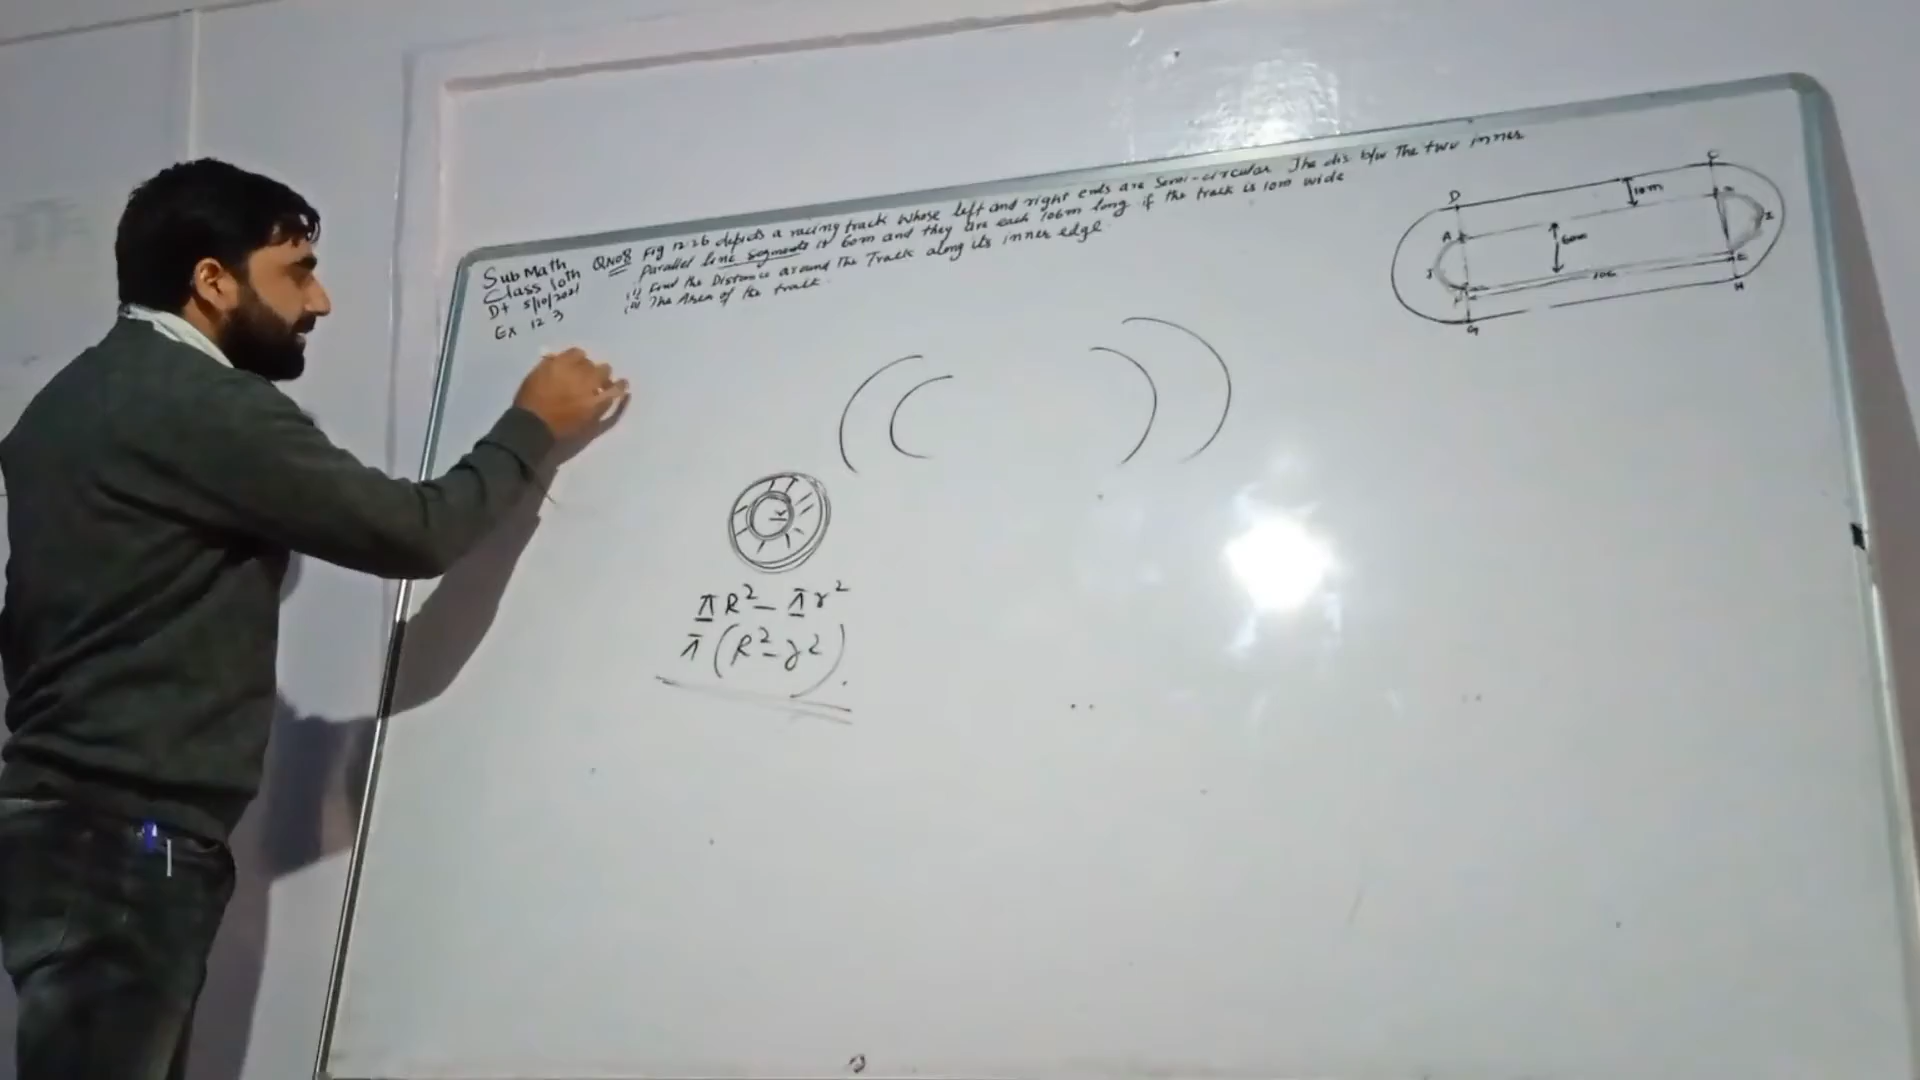 Sub Math
Class 10th
Dt 5/10/2021
Ex 12 3
QNo8 Fig 12.26 depicts a racing track whose left and right ends are Semi-circular The dis b/w The two inner
Parallel line segments is 60m and they are each 106m long if the track is 10m wide
(i) Find the Distance around The Track along its inner edge.
(ii) The Area of the track.
D
C
10m
A
60m
J
I
106
E
G
H
r
πR² - πr²
π(R² - r²).